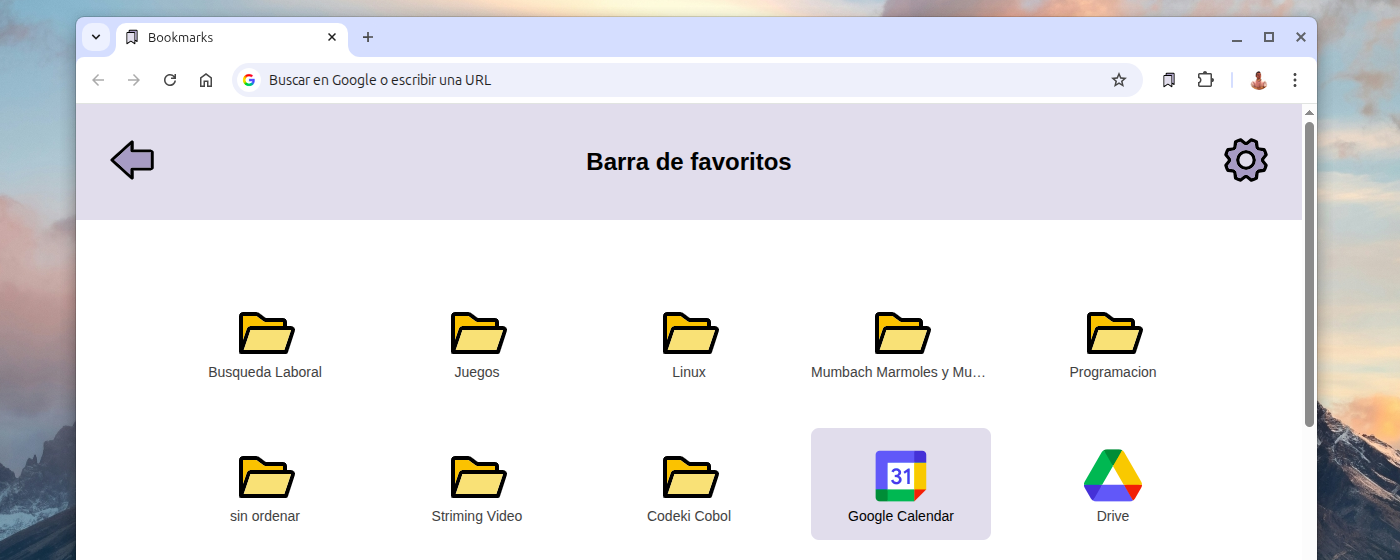 Bookmarks
Buscar en Google o escribir una URL
Barra de favoritos
Busqueda Laboral
Juegos
Linux
Mumbach Marmoles y Mu…
Programacion
sin ordenar
Striming Video
Codeki Cobol
31
Google Calendar
Drive